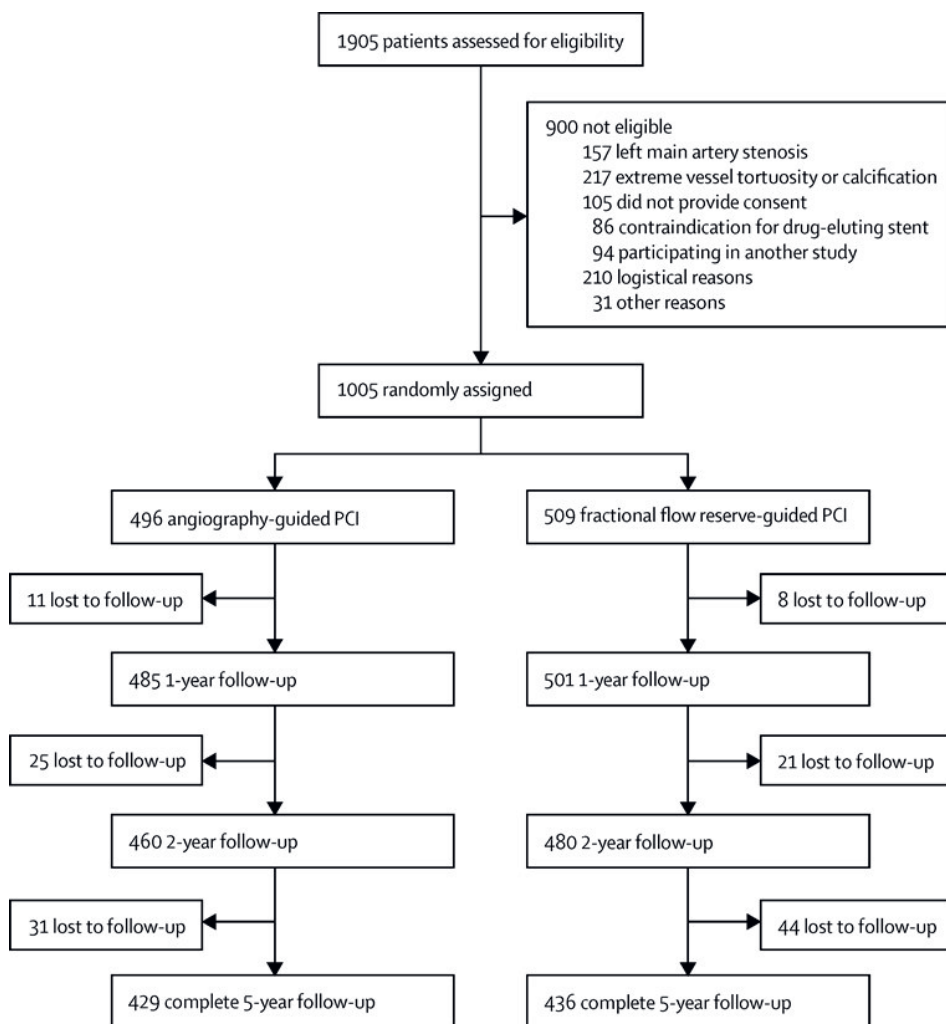 1905 patients assessed for eligibility
900 not eligible
157 left main artery stenosis
217 extreme vessel tortuosity or calcification
105 did not provide consent
86 contraindication for drug-eluting stent
94 participating in another study
210 logistical reasons
31 other reasons
1005 randomly assigned
496 angiography-guided PCI
509 fractional flow reserve-guided PCI
11 lost to follow-up
8 lost to follow-up
485 1-year follow-up
501 1-year follow-up
25 lost to follow-up
21 lost to follow-up
460 2-year follow-up
480 2-year follow-up
31 lost to follow-up
44 lost to follow-up
429 complete 5-year follow-up
436 complete 5-year follow-up